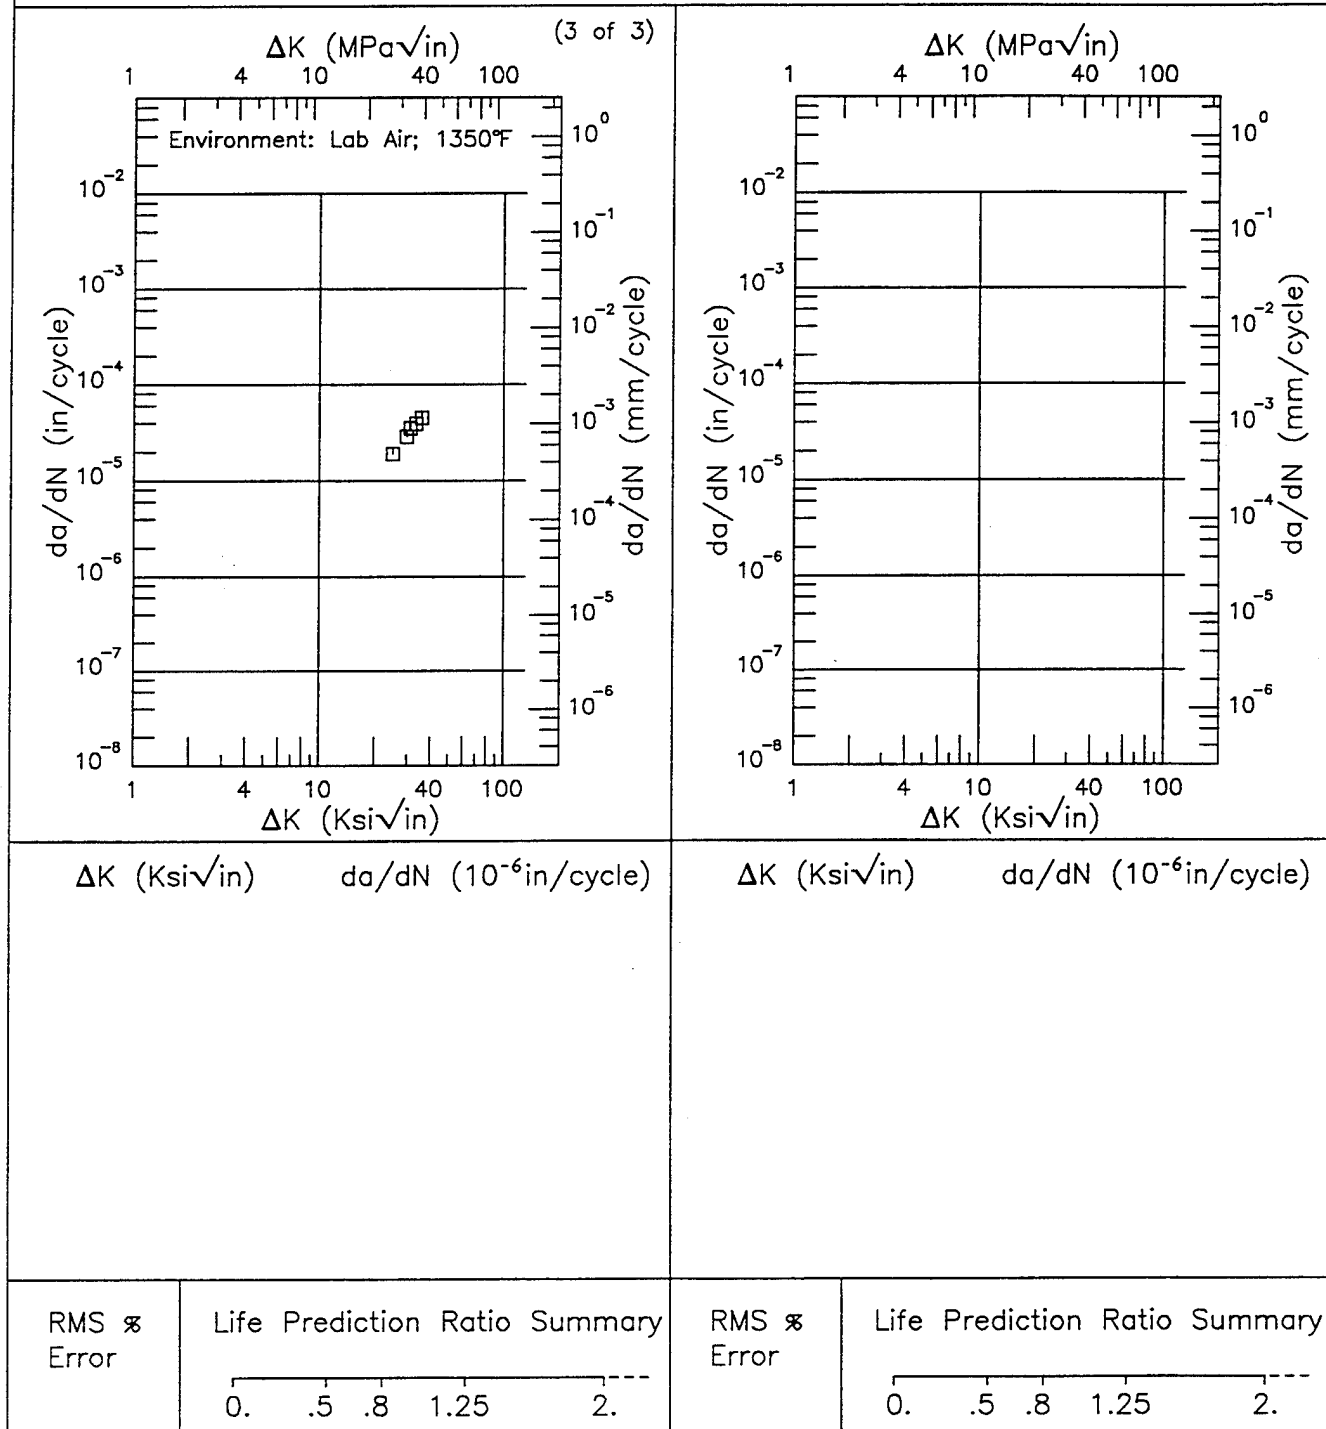 (3 of 3)
ΔK (MPa√in)
1 4 10 40 100
Environment: Lab Air; 1350°F
10⁻²
10⁻³
10⁻⁴
10⁻⁵
10⁻⁶
10⁻⁷
10⁻⁸
da/dN (in/cycle)
10⁰
10⁻¹
10⁻²
10⁻³
10⁻⁴
10⁻⁵
10⁻⁶
da/dN (mm/cycle)
1 4 10 40 100
ΔK (Ksi√in)
ΔK (MPa√in)
1 4 10 40 100
10⁻²
10⁻³
10⁻⁴
10⁻⁵
10⁻⁶
10⁻⁷
10⁻⁸
da/dN (in/cycle)
10⁰
10⁻¹
10⁻²
10⁻³
10⁻⁴
10⁻⁵
10⁻⁶
da/dN (mm/cycle)
1 4 10 40 100
ΔK (Ksi√in)
ΔK (Ksi√in) da/dN (10⁻⁶in/cycle)
ΔK (Ksi√in) da/dN (10⁻⁶in/cycle)
RMS %
Error
Life Prediction Ratio Summary
0. .5 .8 1.25 2.
RMS %
Error
Life Prediction Ratio Summary
0. .5 .8 1.25 2.